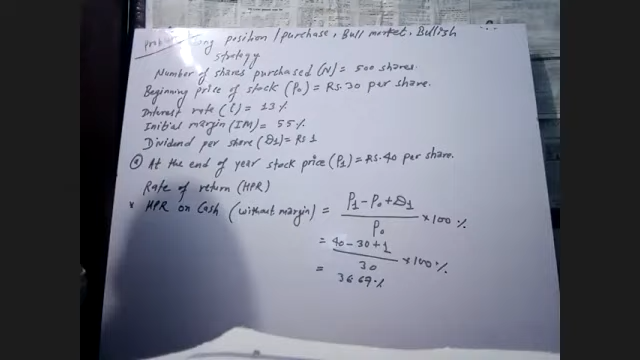 Long position / purchase, Bull market, Bullish
strategy
Number of shares purchased (N) = 500 shares.
Beginning price of stock (P0) = Rs.30 per share.
Interest rate (i) = 13%
Initial margin (IM) = 55%
Dividend per share (D1) = Rs 1
At the end of year stock price (P1) = Rs.40 per share.
Rate of return (HPR)
* HPR on Cash (without margin) = P1 - P0 + D1 / P0 × 100%
= 40 - 30 + 1 / 30 × 100%
= 36.67%